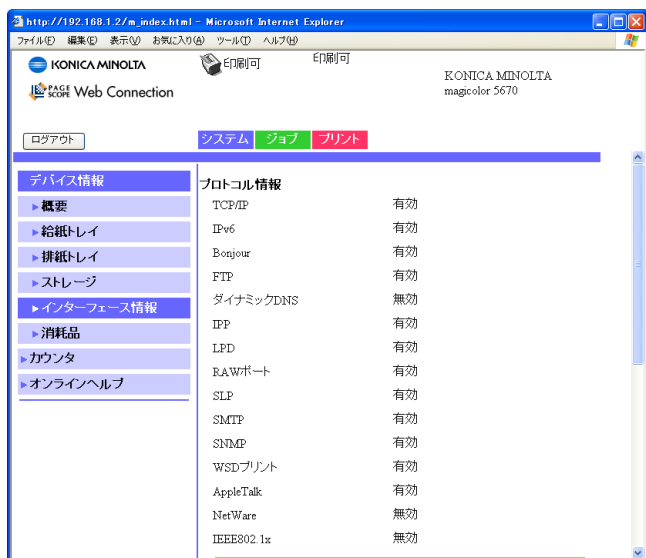 http://192.168.1.2/m_index.html - Microsoft Internet Explorer
ファイル(F) 編集(E) 表示(V) お気に入り(A) ツール(T) ヘルプ(H)
KONICA MINOLTA
印刷可
印刷可
PAGE SCOPE Web Connection
KONICA MINOLTA
magicolor 5670
ログアウト
システム ジョブ プリント
デバイス情報
概要
給紙トレイ
排紙トレイ
ストレージ
インターフェース情報
消耗品
カウンタ
オンラインヘルプ
プロトコル情報
TCP/IP 有効
IPv6 有効
Bonjour 有効
FTP 有効
ダイナミックDNS 無効
IPP 有効
LPD 有効
RAWポート 有効
SLP 有効
SMTP 有効
SNMP 有効
WSDプリント 有効
AppleTalk 有効
NetWare 無効
IEEE802.1x 無効